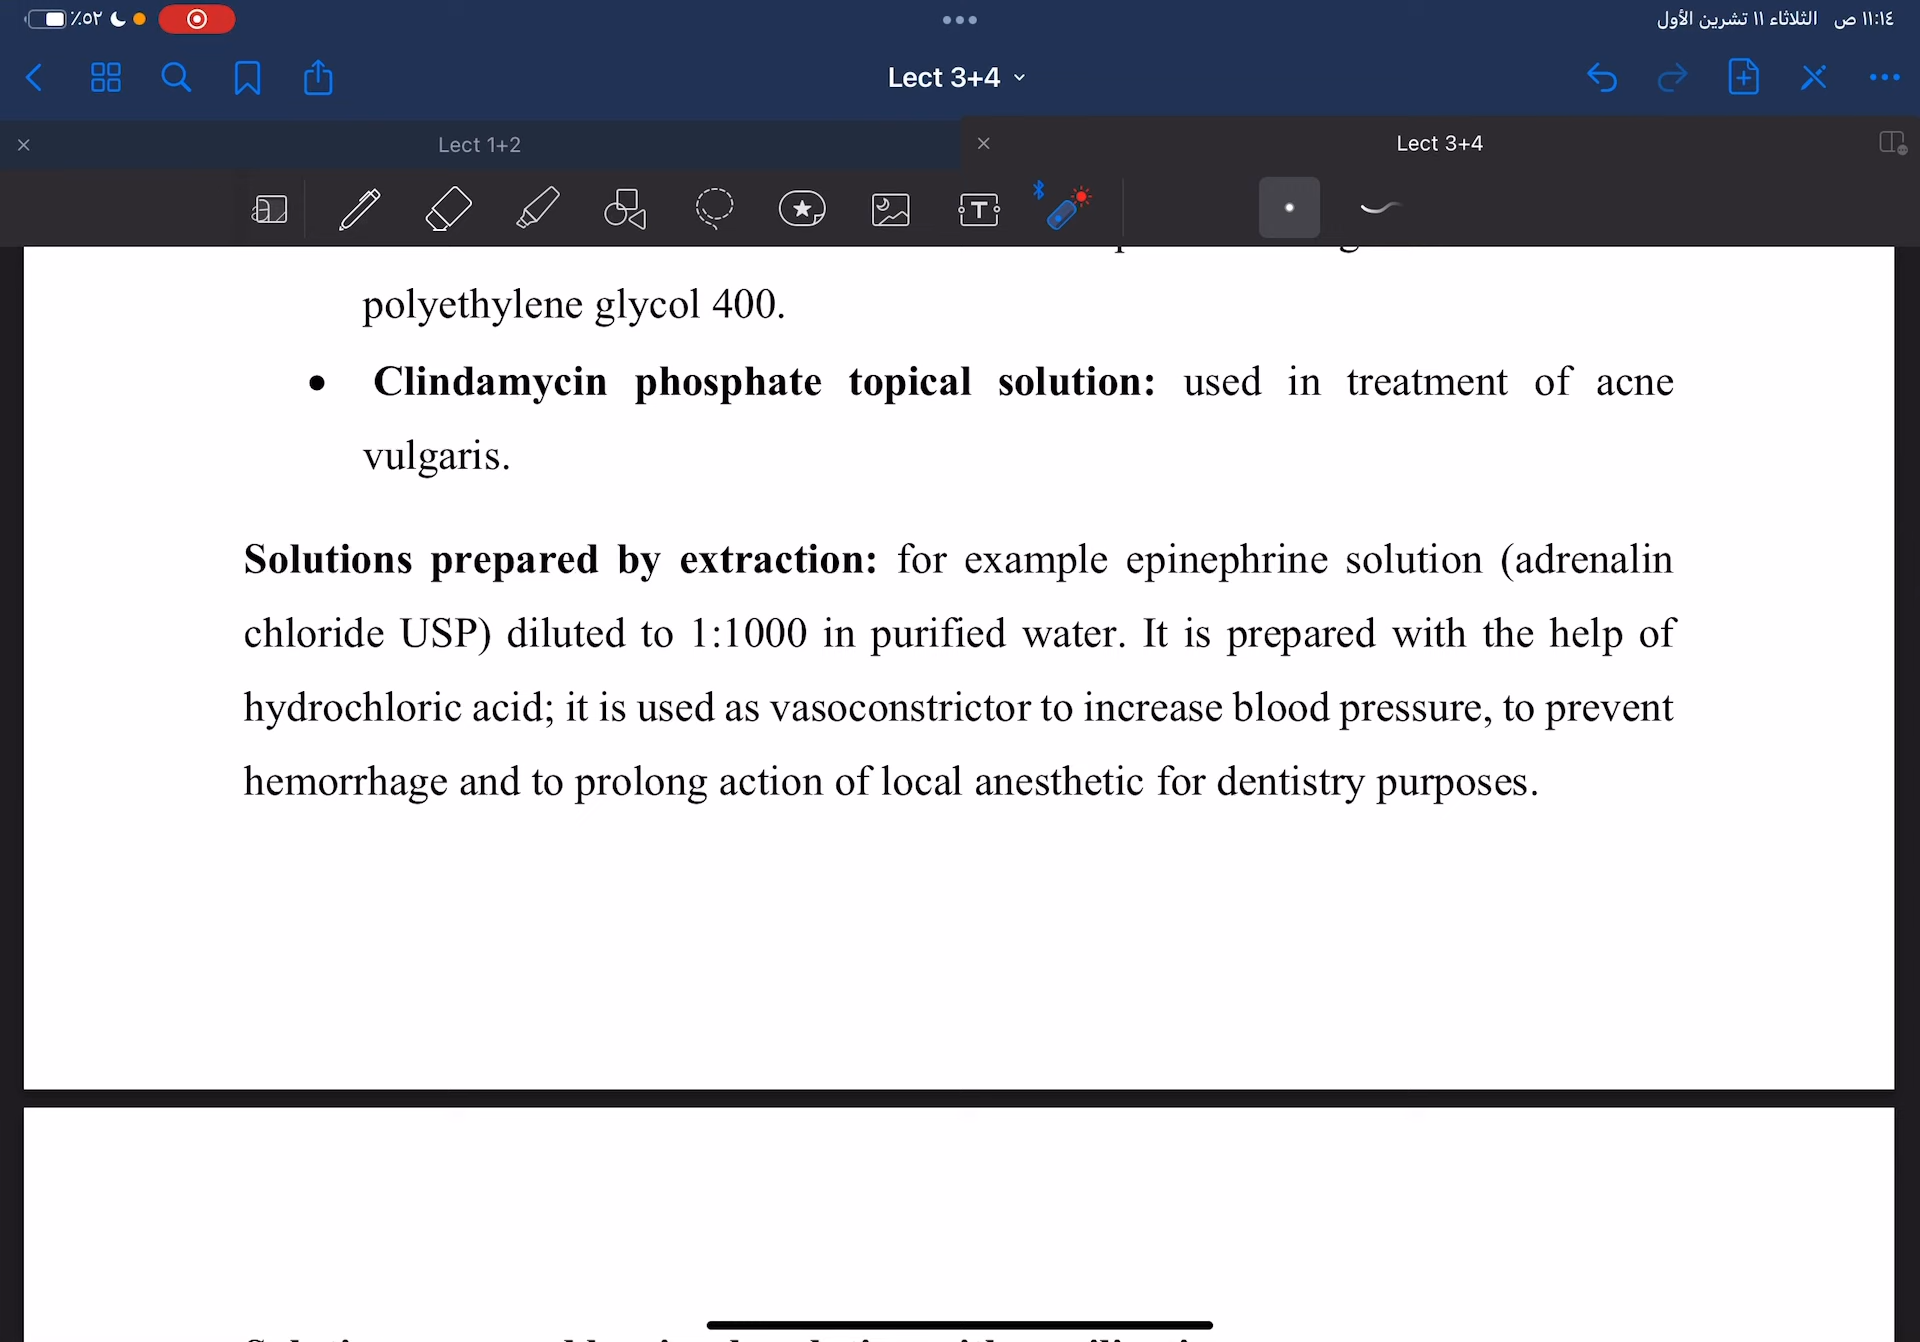 ٪٥٢
الثلاثاء ١١ تشرين الأول ١١:١٤ ص
Lect 3+4
Lect 1+2
Lect 3+4
polyethylene glycol 400.
• Clindamycin phosphate topical solution: used in treatment of acne
vulgaris.
Solutions prepared by extraction: for example epinephrine solution (adrenalin
chloride USP) diluted to 1:1000 in purified water. It is prepared with the help of
hydrochloric acid; it is used as vasoconstrictor to increase blood pressure, to prevent
hemorrhage and to prolong action of local anesthetic for dentistry purposes.